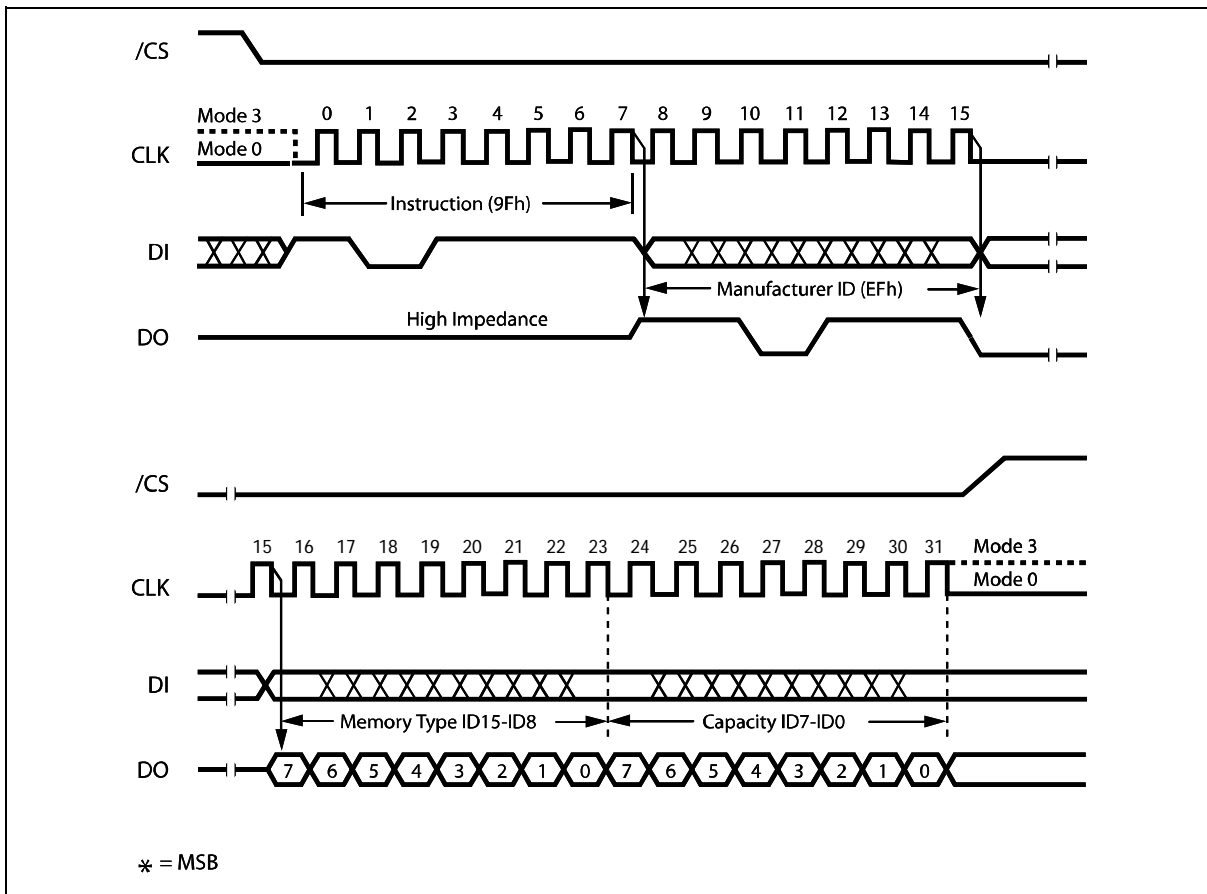 /CS
Mode 3
0 1 2 3 4 5 6 7 8 9 10 11 12 13 14 15
Mode 0
CLK
Instruction (9Fh)
DI
Manufacturer ID (EFh)
High Impedance
DO
/CS
15 16 17 18 19 20 21 22 23 24 25 26 27 28 29 30 31
Mode 3
CLK
Mode 0
DI
Memory Type ID15-ID8
Capacity ID7-ID0
DO
7 6 5 4 3 2 1 0 7 6 5 4 3 2 1 0
* = MSB